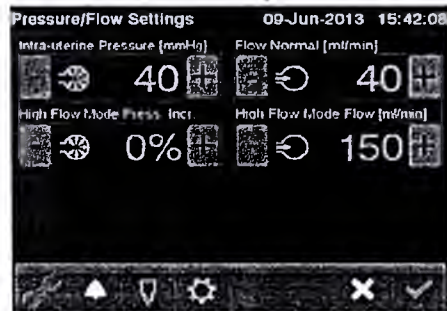 Pressure/Flow Settings 09-Jun-2013 15:42:08
Intra-uterine Pressure [mmHg] Flow Normal [ml/min]
- 40 + - 40 +
High Flow Mode Press. Incr. High Flow Mode Flow [ml/min]
- 0% + - 150 +